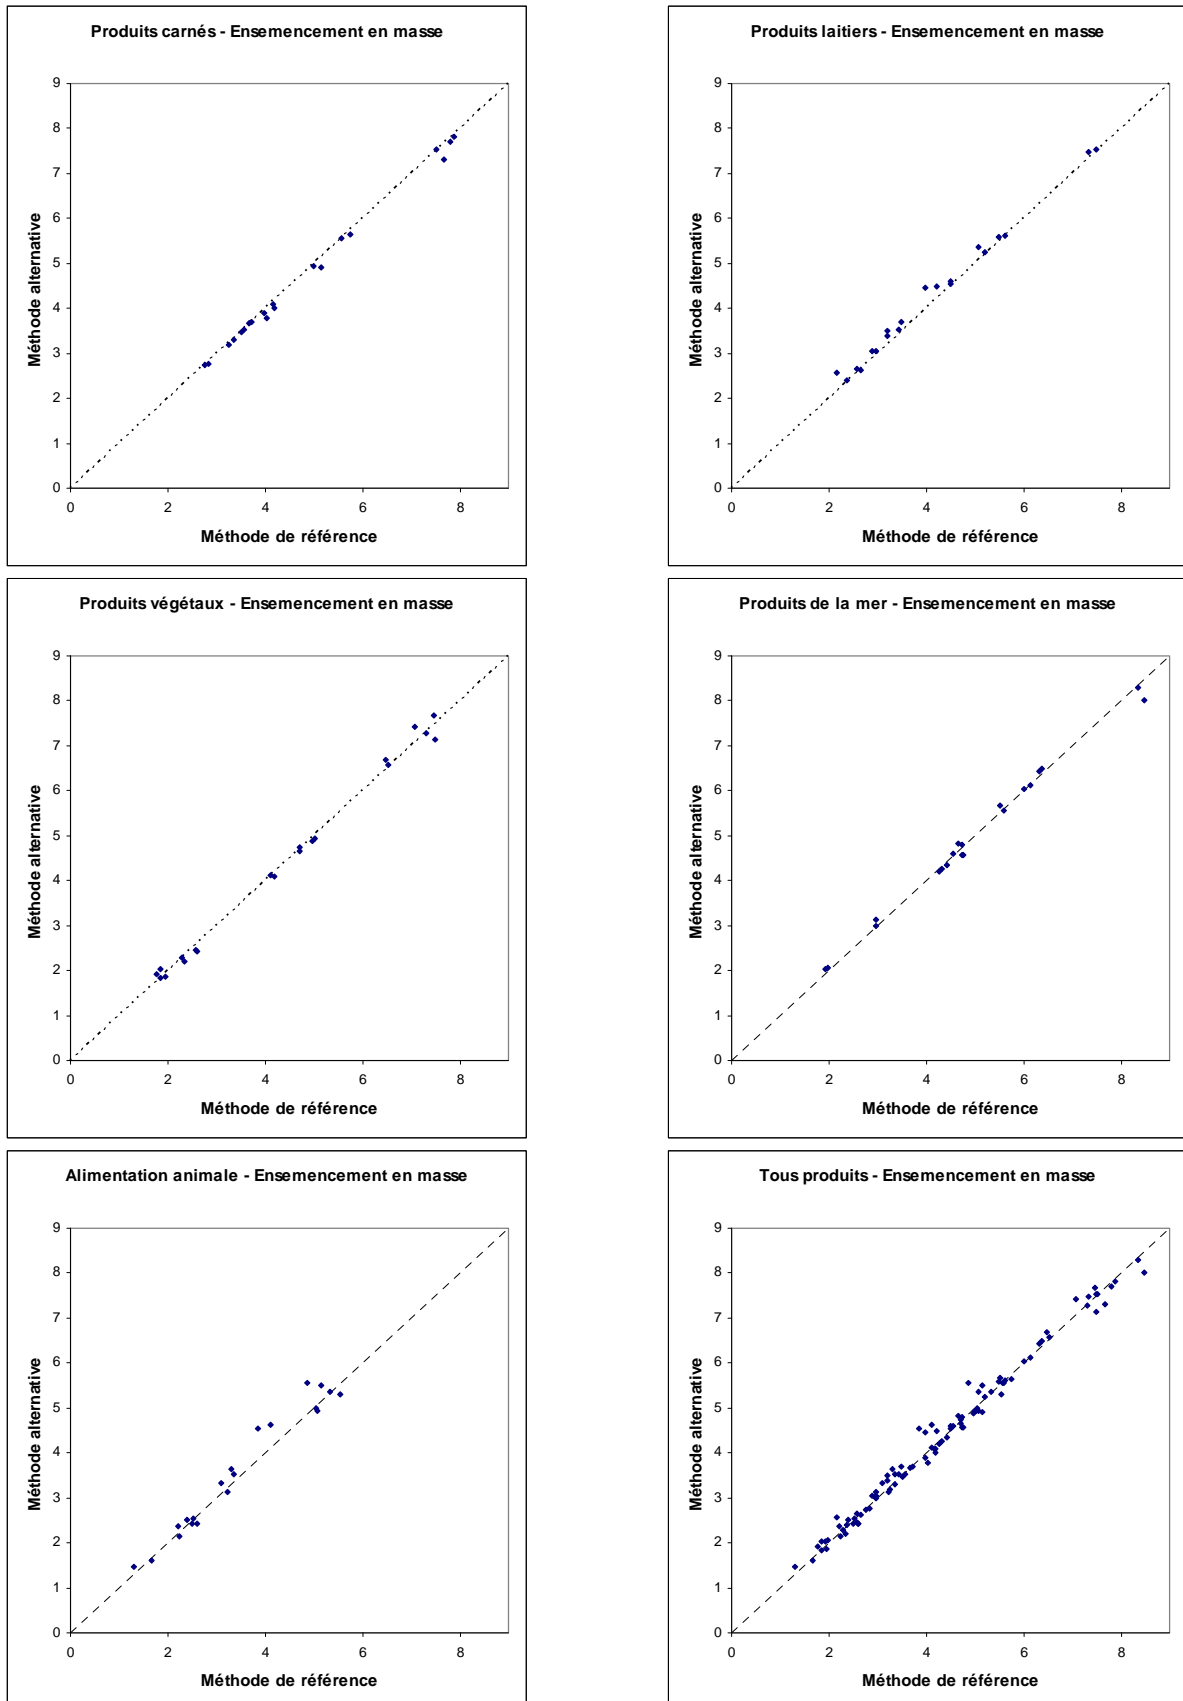 Produits carnés - Ensemencement en masse
9
8
7
6
5
4
3
2
1
0
0 2 4 6 8
Méthode alternative
Méthode de référence
Produits laitiers - Ensemencement en masse
9
8
7
6
5
4
3
2
1
0
0 2 4 6 8
Méthode alternative
Méthode de référence
Produits végétaux - Ensemencement en masse
9
8
7
6
5
4
3
2
1
0
0 2 4 6 8
Méthode alternative
Méthode de référence
Produits de la mer - Ensemencement en masse
9
8
7
6
5
4
3
2
1
0
0 2 4 6 8
Méthode alternative
Méthode de référence
Alimentation animale - Ensemencement en masse
9
8
7
6
5
4
3
2
1
0
0 2 4 6 8
Méthode alternative
Méthode de référence
Tous produits - Ensemencement en masse
9
8
7
6
5
4
3
2
1
0
0 2 4 6 8
Méthode alternative
Méthode de référence